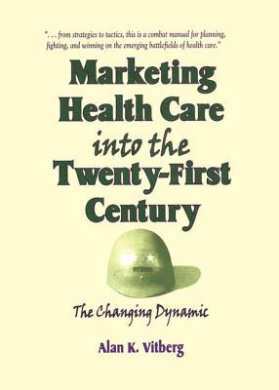 ". . . from strategies to tactics, this is a combat manual for planning,
fighting, and winning on the emerging battlefields of health care."
Marketing
Health Care
into the
Twenty-First
Century
The Changing Dynamic
Alan K. Vitberg